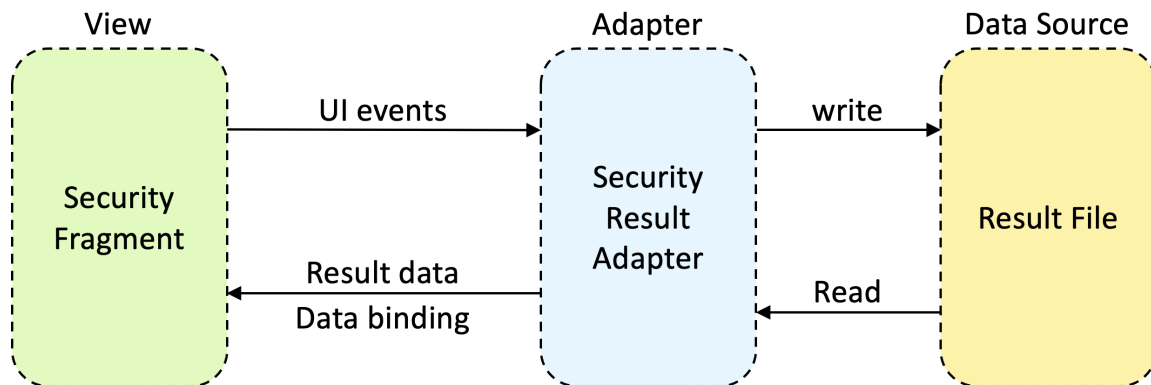 View
Adapter
Data Source
UI events
write
Security
Fragment
Security
Result
Adapter
Result File
Result data
Data binding
Read